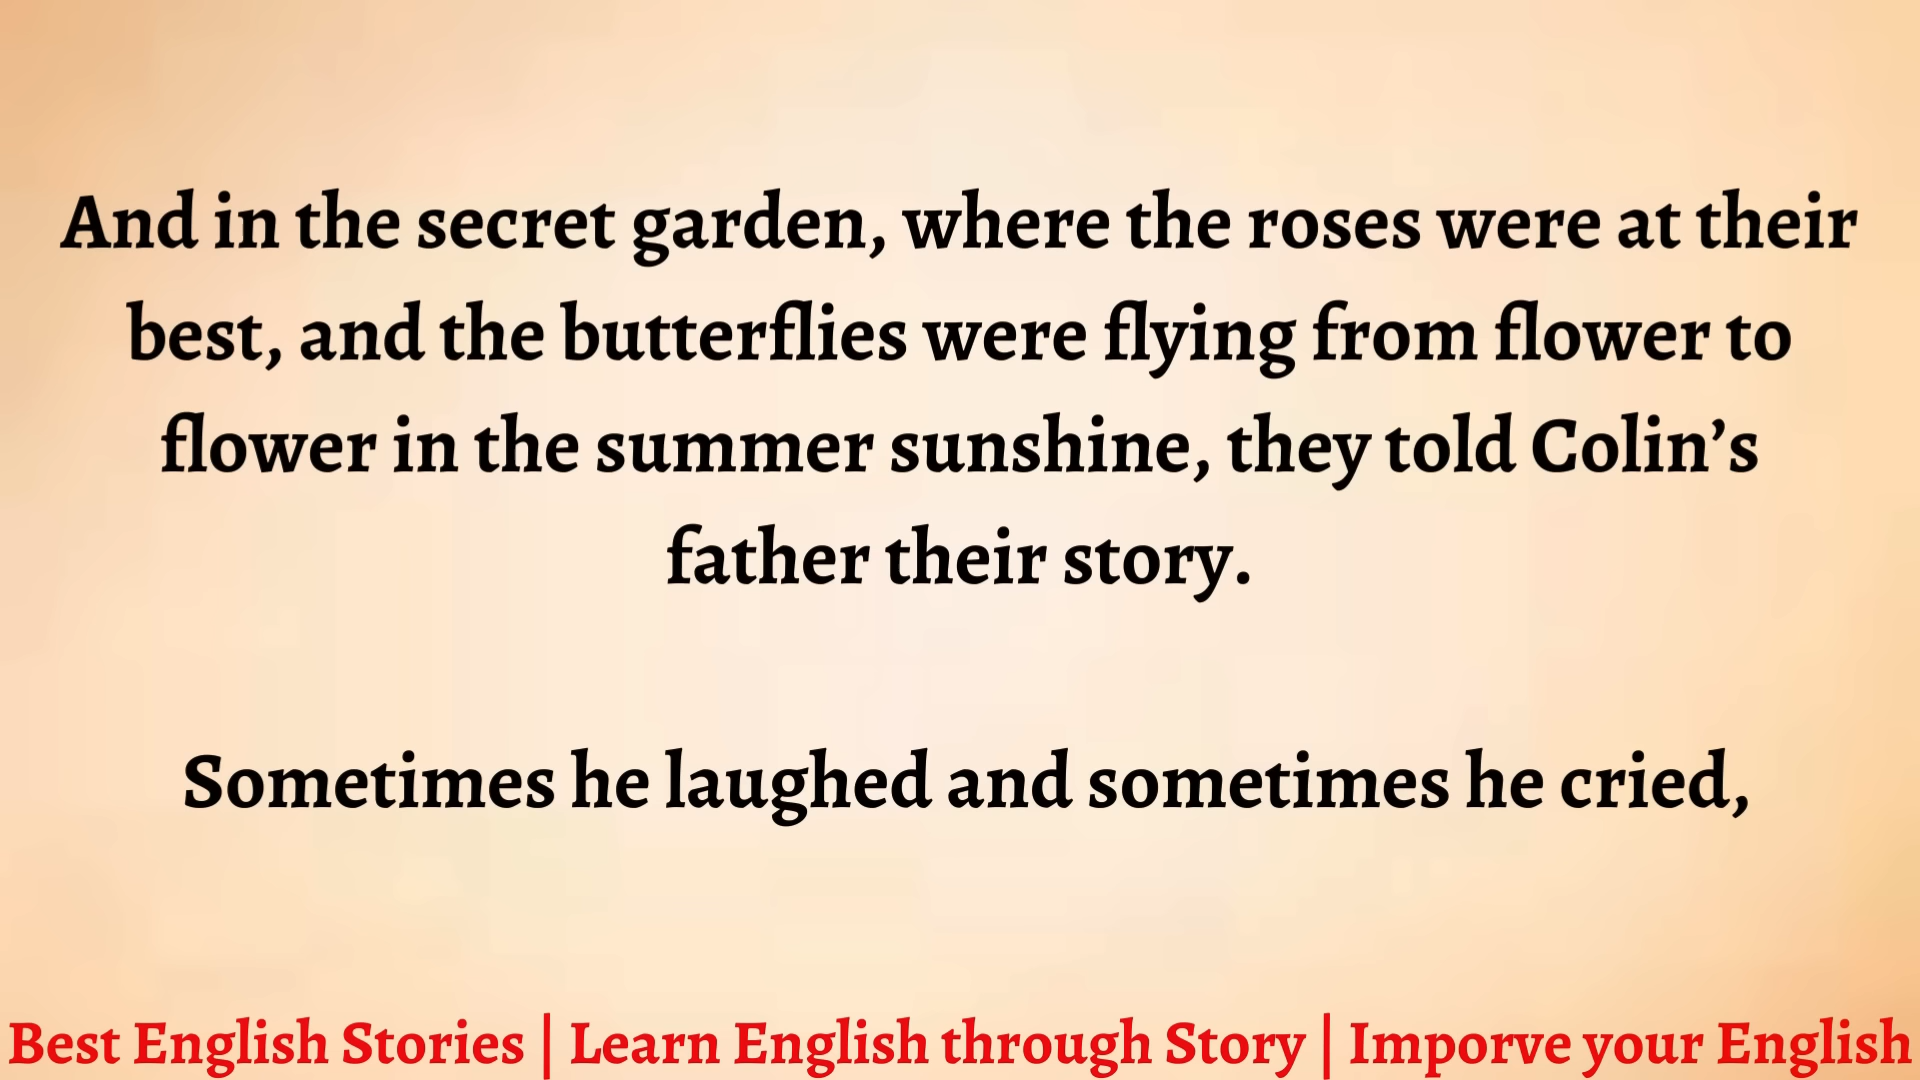 And in the secret garden, where the roses were at their
best, and the butterflies were flying from flower to
flower in the summer sunshine, they told Colin’s
father their story.
Sometimes he laughed and sometimes he cried,
Best English Stories | Learn English through Story | Imporve your English